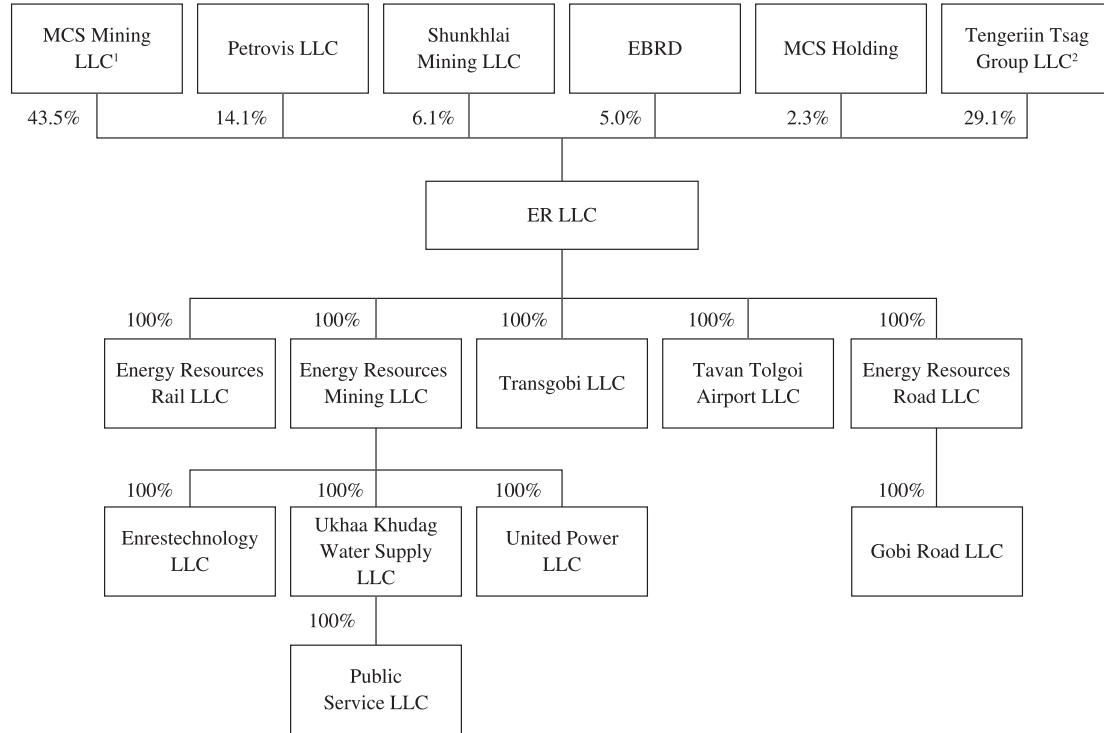 MCS Mining
LLC¹
Petrovis LLC
Shunkhlai
Mining LLC
EBRD
MCS Holding
Tengeriin Tsag
Group LLC²
43.5%
14.1%
6.1%
5.0%
2.3%
29.1%
ER LLC
100%
100%
100%
100%
100%
Energy Resources
Rail LLC
Energy Resources
Mining LLC
Transgobi LLC
Tavan Tolgoi
Airport LLC
Energy Resources
Road LLC
100%
100%
100%
100%
Enrestechnology
LLC
Ukhaa Khudag
Water Supply
LLC
United Power
LLC
Gobi Road LLC
100%
Public
Service LLC